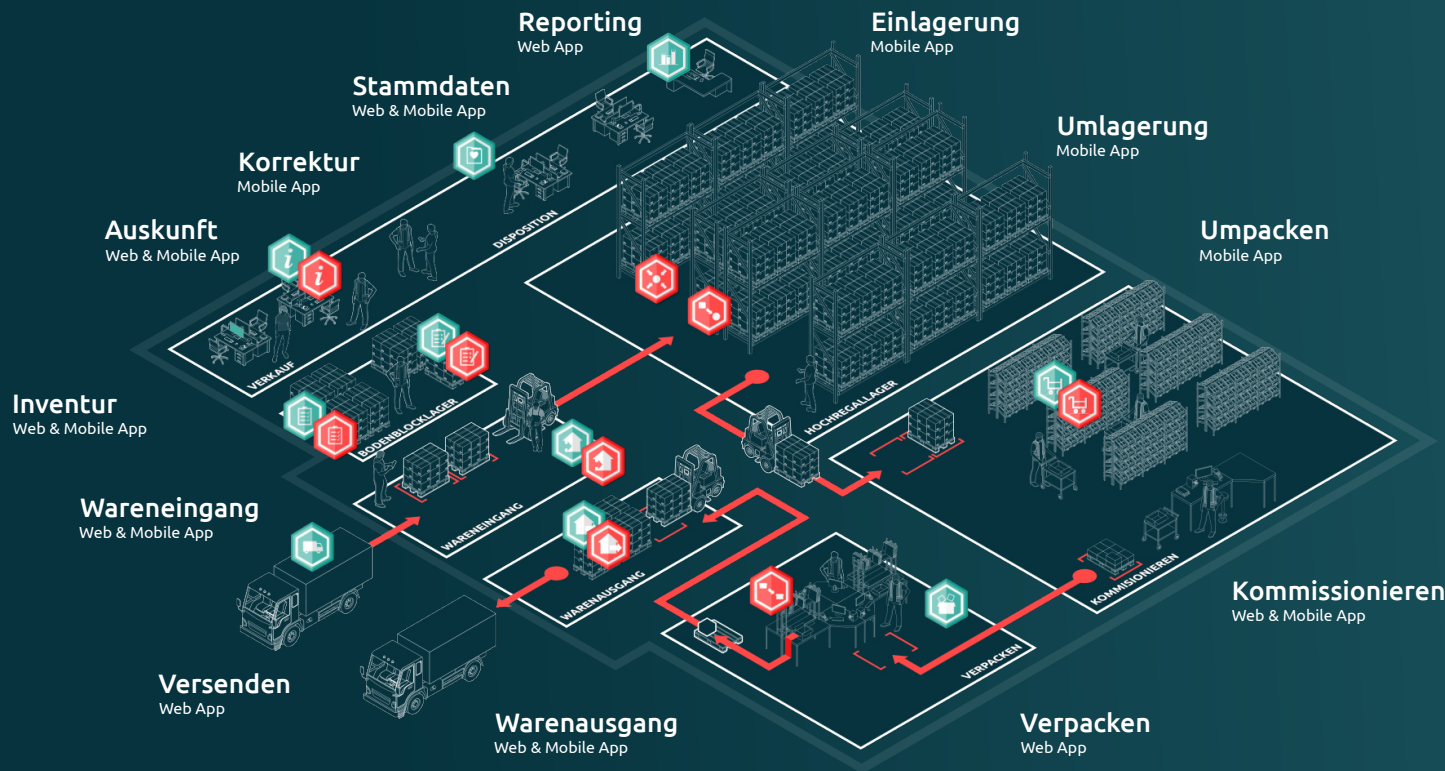 Reporting
Web App
Einlagerung
Mobile App
Stammdaten
Web & Mobile App
Umlagerung
Mobile App
Korrektur
Mobile App
Auskunft
Web & Mobile App
Umpacken
Mobile App
DISPOSITION
VERKAUF
HOCHREGALLAGER
BODENBLOCKLAGER
Inventur
Web & Mobile App
WARENEINGANG
Wareneingang
Web & Mobile App
WARENAUSGANG
KOMMISIONIEREN
Kommissionieren
Web & Mobile App
VERPACKEN
Versenden
Web App
Warenausgang
Web & Mobile App
Verpacken
Web App